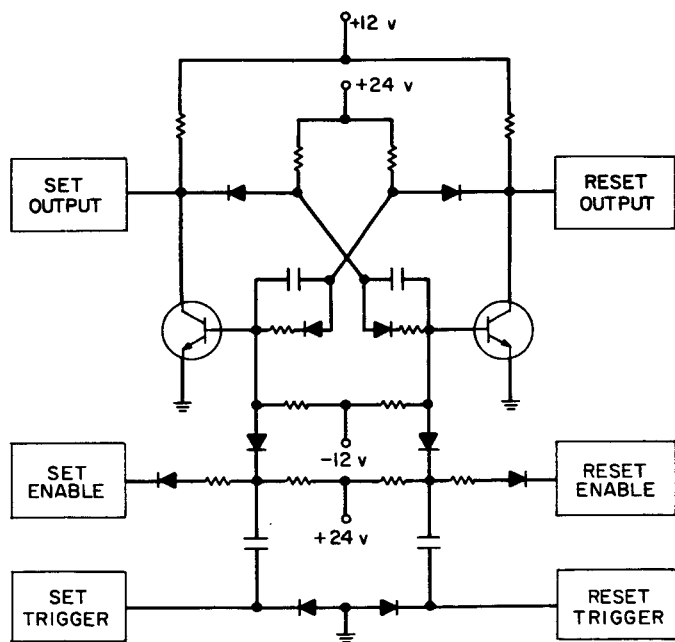 +12 v
+24 v
SET
OUTPUT
RESET
OUTPUT
-12 v
SET
ENABLE
RESET
ENABLE
+24 v
SET
TRIGGER
RESET
TRIGGER